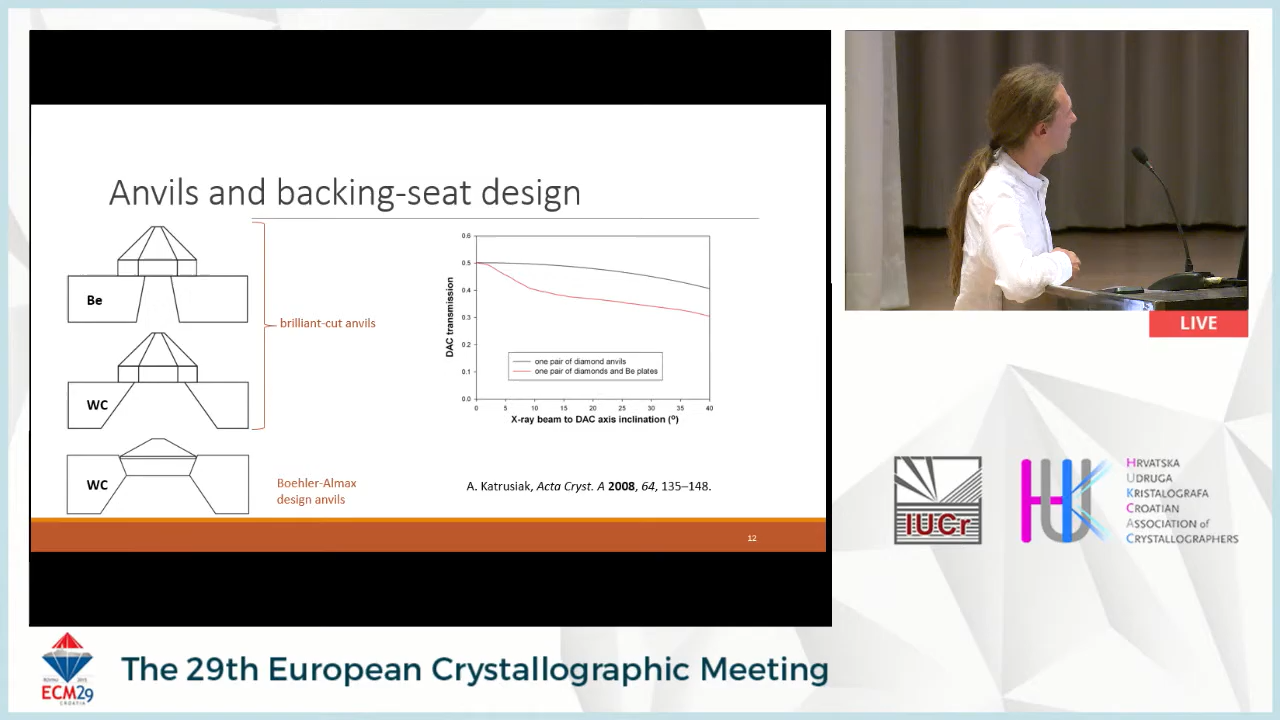 Anvils and backing-seat design
Be
WC
WC
brilliant-cut anvils
Boehler-Almax
design anvils
0.6
0.5
0.4
0.3
0.2
0.1
0.0
DAC transmission
one pair of diamond anvils
one pair of diamonds and Be plates
0 5 10 15 20 25 30 35 40
X-ray beam to DAC axis inclination (º)
A. Katrusiak, Acta Cryst. A 2008, 64, 135–148.
12
LIVE
IUCr
HUK
HRVATSKA
UDRUGA
KRISTALOGRAFA
CROATIAN
ASSOCIATION of
CRYSTALLOGRAPHERS
ECM29
CROATIA
The 29th European Crystallographic Meeting